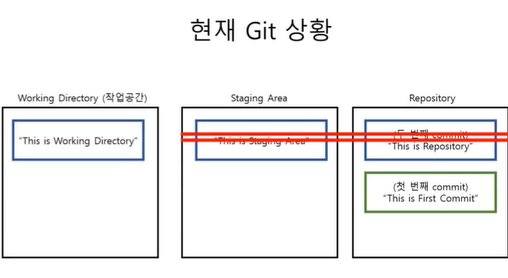 현재 Git 상황
Working Directory (작업공간)
Staging Area
Repository
"This is Working Directory"
"This is Staging Area"
(두 번째 commit)
"This is Repository"
(첫 번째 commit)
"This is First Commit"